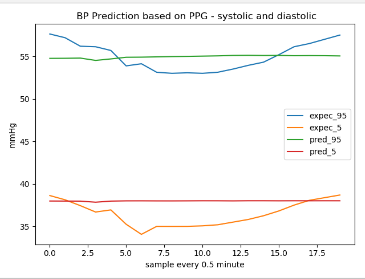 BP Prediction based on PPG - systolic and diastolic
55
50
45
40
35
mmHg
expec_95
expec_5
pred_95
pred_5
0.0 2.5 5.0 7.5 10.0 12.5 15.0 17.5
sample every 0.5 minute